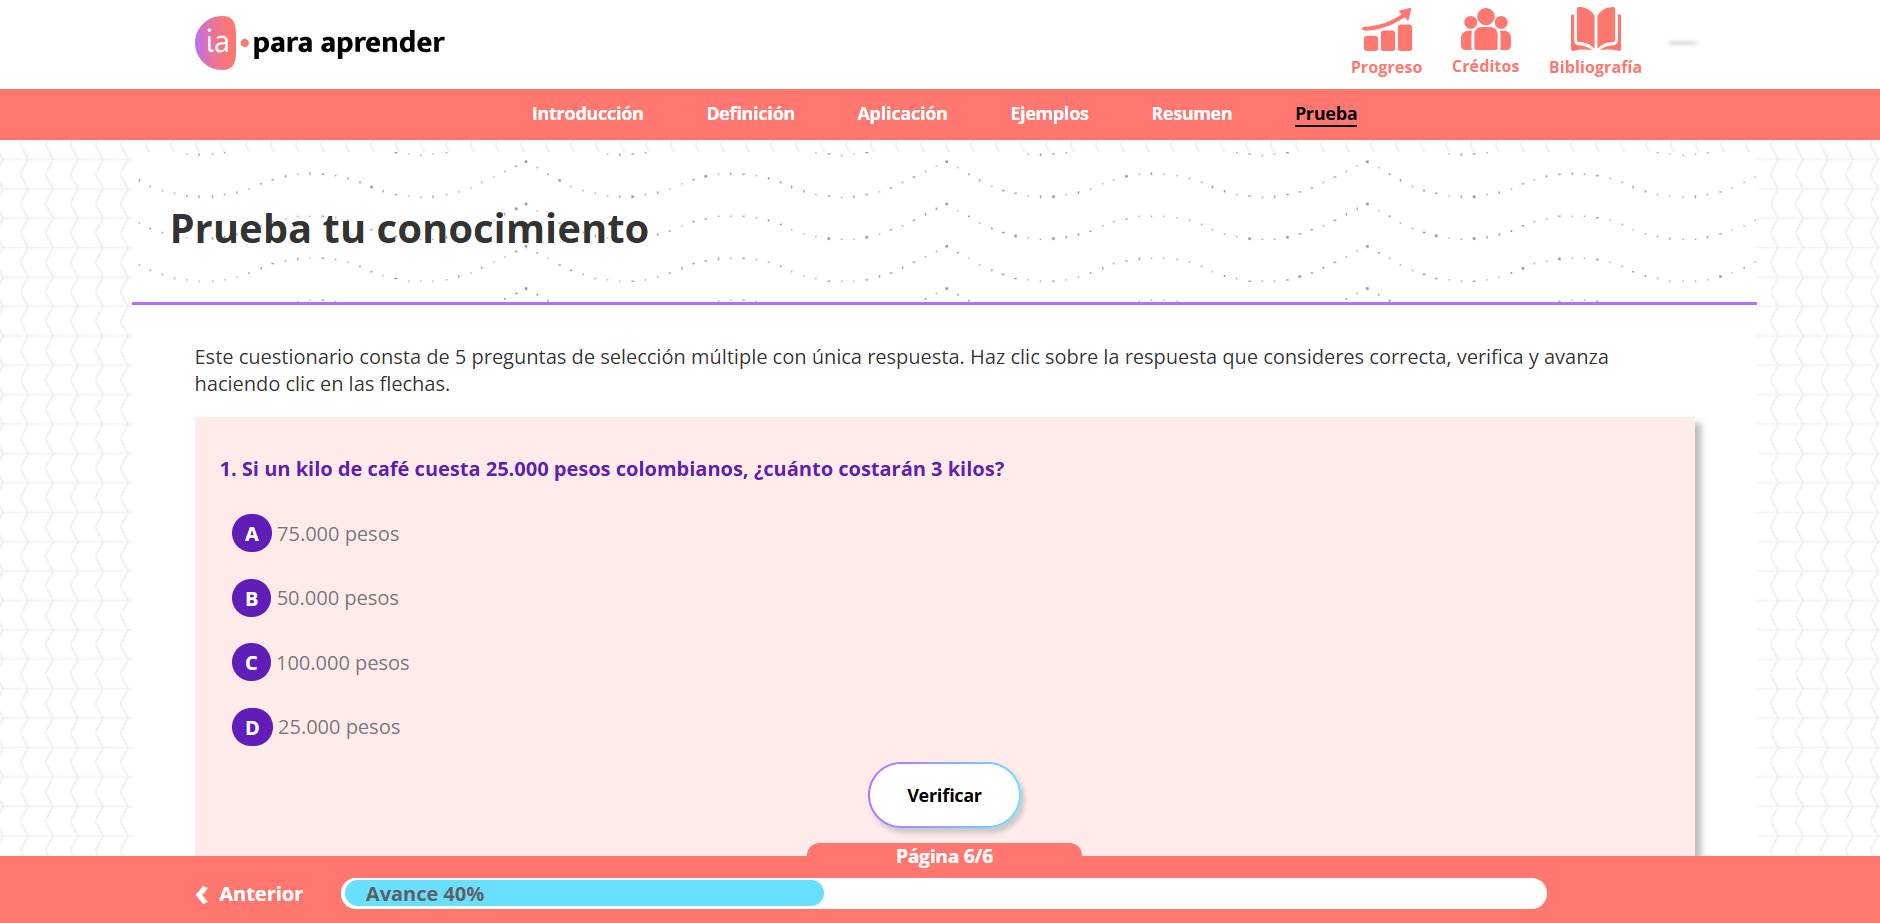 ia para aprender
Progreso
Créditos
Bibliografía
Introducción
Definición
Aplicación
Ejemplos
Resumen
Prueba
Prueba tu conocimiento
Este cuestionario consta de 5 preguntas de selección múltiple con única respuesta. Haz clic sobre la respuesta que consideres correcta, verifica y avanza
haciendo clic en las flechas.
1. Si un kilo de café cuesta 25.000 pesos colombianos, ¿cuánto costarán 3 kilos?
A 75.000 pesos
B 50.000 pesos
C 100.000 pesos
D 25.000 pesos
Verificar
Página 6/6
Anterior
Avance 40%